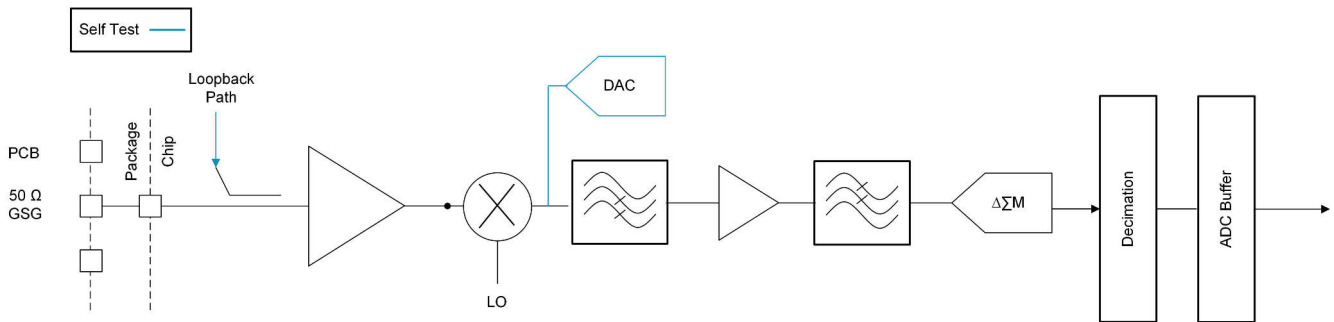 Self Test
Loopback
Path
DAC
PCB
Package
Chip
50 Ω
GSG
LO
ΔΣM
Decimation
ADC Buffer